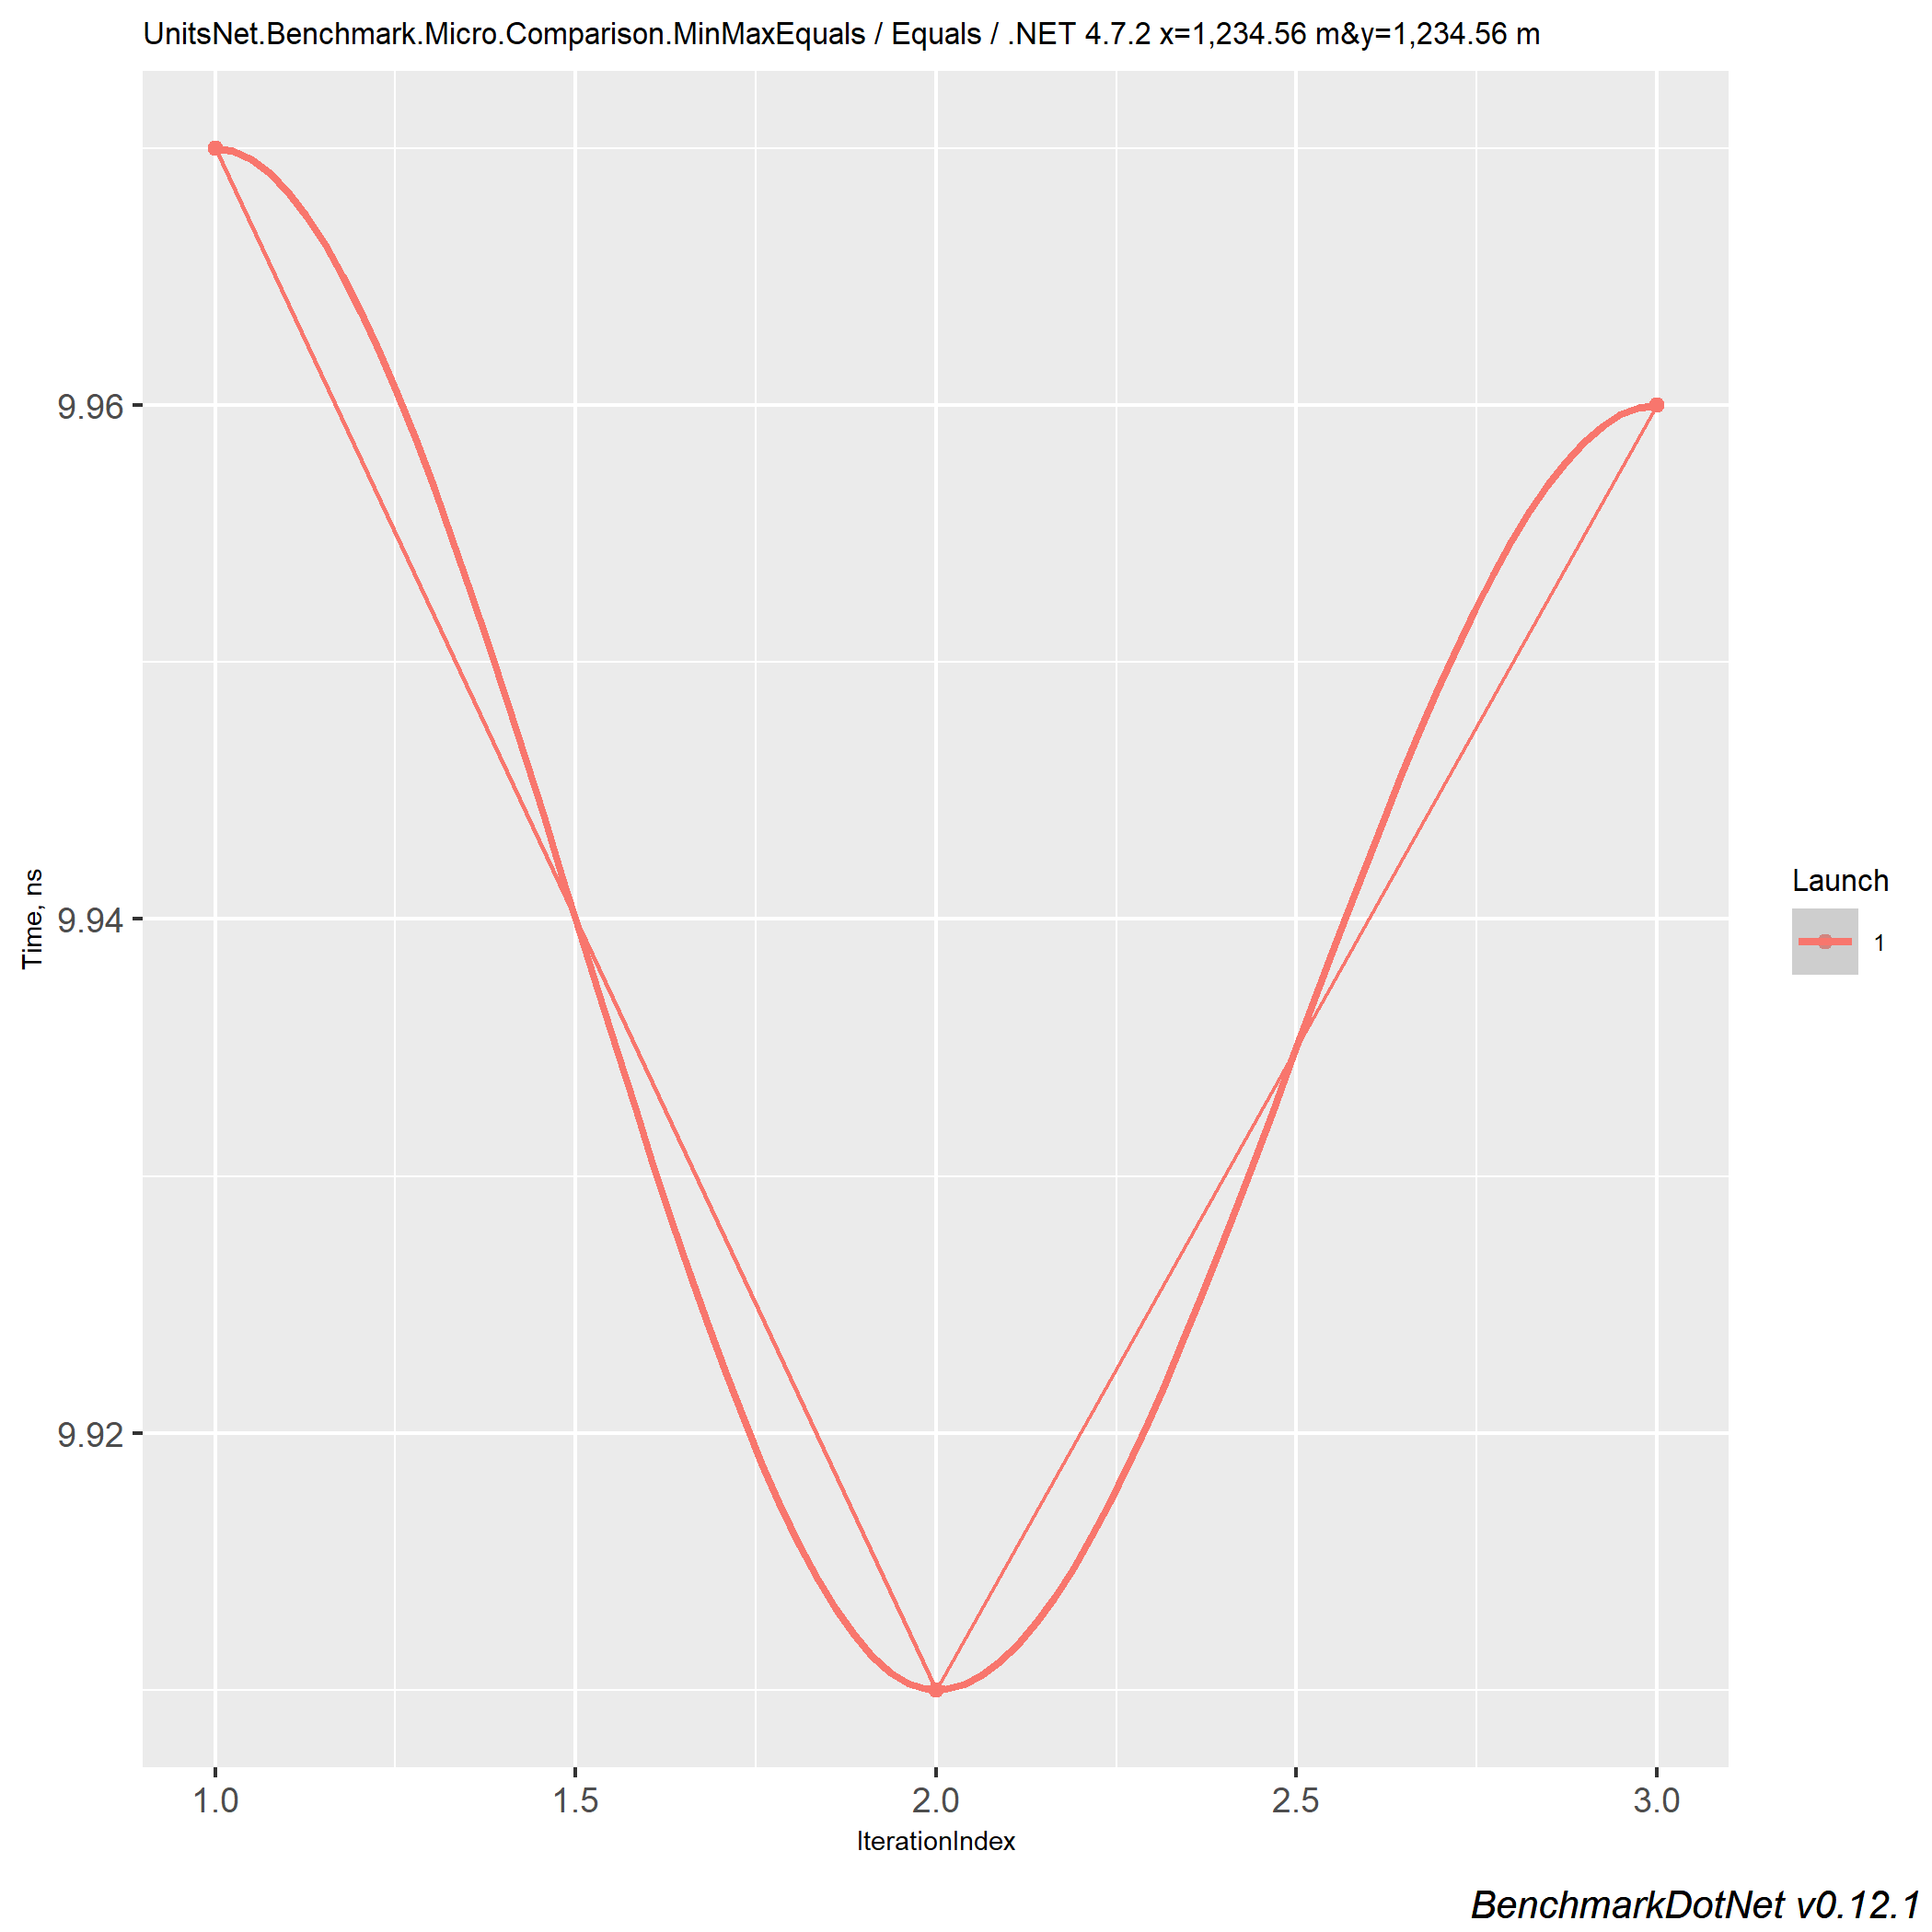 UnitsNet.Benchmark.Micro.Comparison.MinMaxEquals / Equals / .NET 4.7.2 x=1,234.56 m&y=1,234.56 m
9.96
9.94
9.92
Time, ns
1.0 1.5 2.0 2.5 3.0
IterationIndex
Launch
1
BenchmarkDotNet v0.12.1